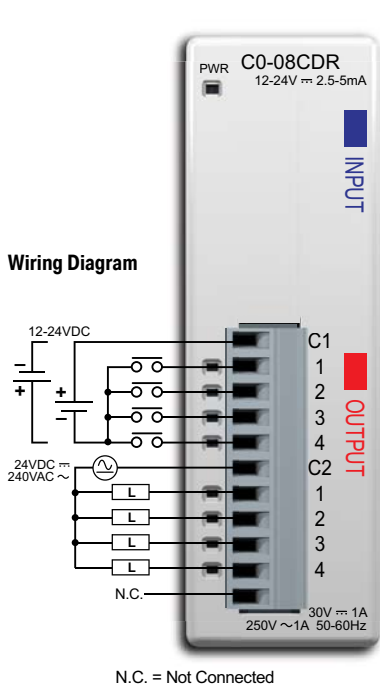 PWR C0-08CDR
12-24V ⎓ 2.5-5mA
INPUT
Wiring Diagram
12-24VDC
C1
– + 1
+ – 2
3
4
OUTPUT
24VDC ⎓
240VAC ∼
C2
L 1
L 2
L 3
L 4
N.C.
30V ⎓ 1A
250V ∼1A 50-60Hz
N.C. = Not Connected